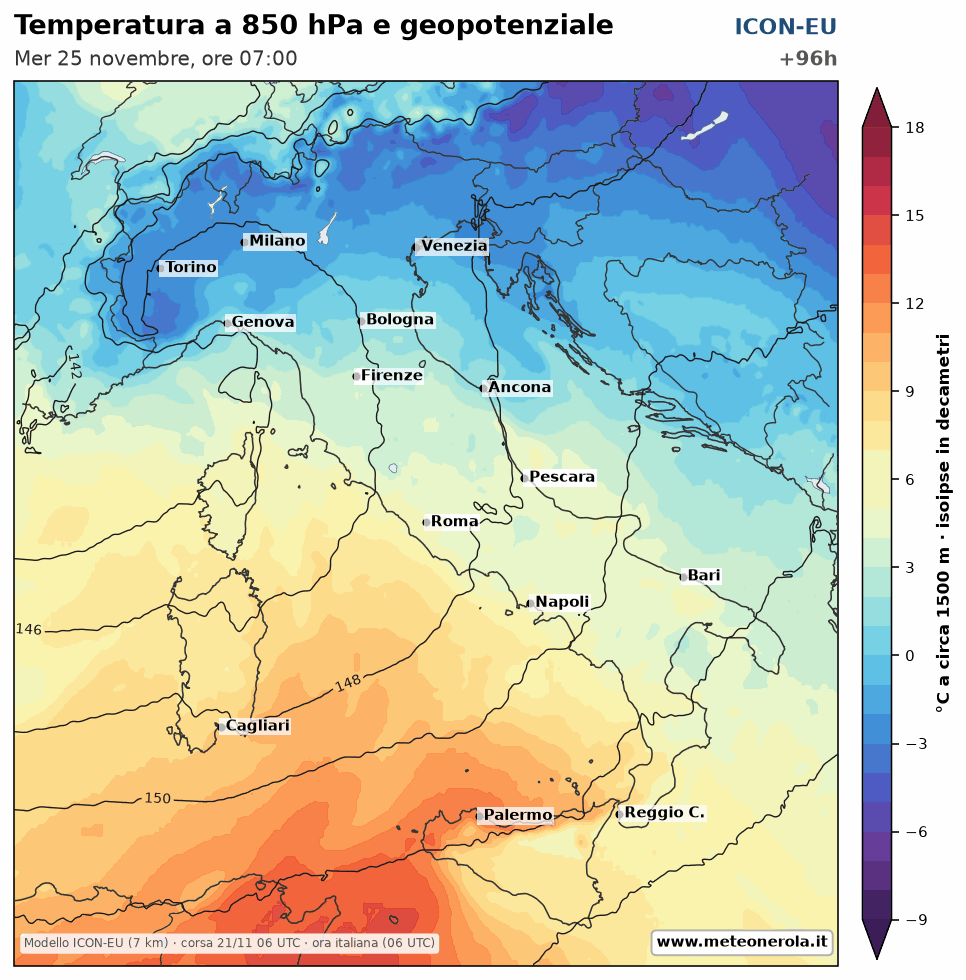 Temperatura a 850 hPa e geopotenziale
ICON-EU
Mer 25 novembre, ore 07:00
+96h
Milano
Venezia
Torino
Genova
Bologna
142
Firenze
Ancona
Pescara
Roma
Bari
Napoli
146
148
Cagliari
150
Palermo
Reggio C.
Modello ICON-EU (7 km) · corsa 21/11 06 UTC · ora italiana (06 UTC)
www.meteonerola.it
18
15
12
9
6
3
0
−3
−6
−9
°C a circa 1500 m · isoipse in decametri